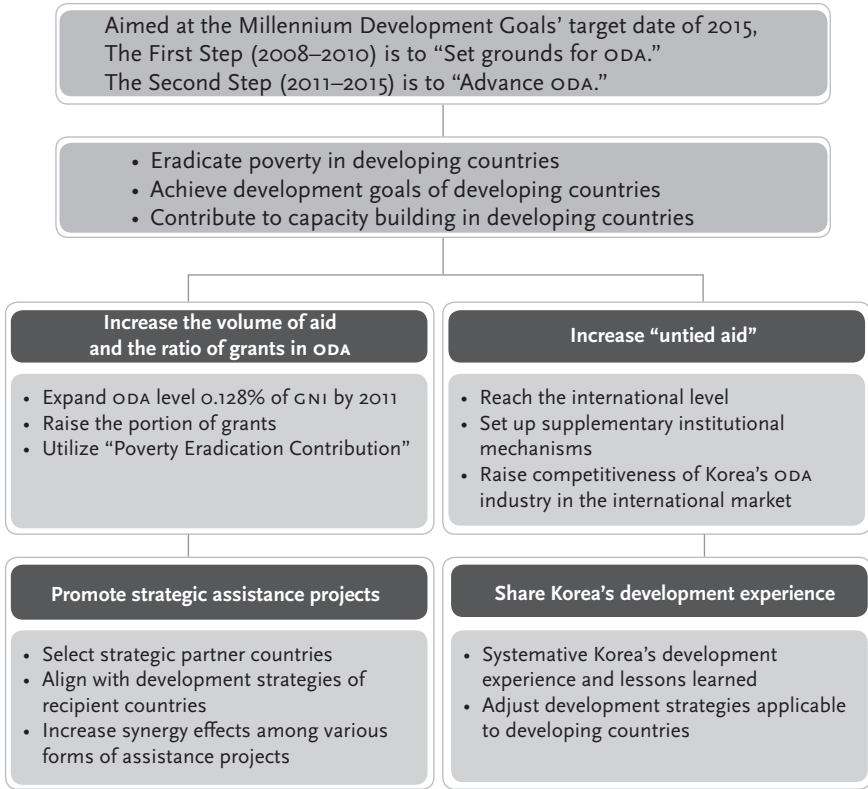 Aimed at the Millennium Development Goals’ target date of 2015,
The First Step (2008–2010) is to “Set grounds for ODA.”
The Second Step (2011–2015) is to “Advance ODA.”
• Eradicate poverty in developing countries
• Achieve development goals of developing countries
• Contribute to capacity building in developing countries
Increase the volume of aid
and the ratio of grants in ODA
• Expand ODA level 0.128% of GNI by 2011
• Raise the portion of grants
• Utilize “Poverty Eradication Contribution”
Increase “untied aid”
• Reach the international level
• Set up supplementary institutional
mechanisms
• Raise competitiveness of Korea’s ODA
industry in the international market
Promote strategic assistance projects
• Select strategic partner countries
• Align with development strategies of
recipient countries
• Increase synergy effects among various
forms of assistance projects
Share Korea’s development experience
• Systemative Korea’s development
experience and lessons learned
• Adjust development strategies applicable
to developing countries